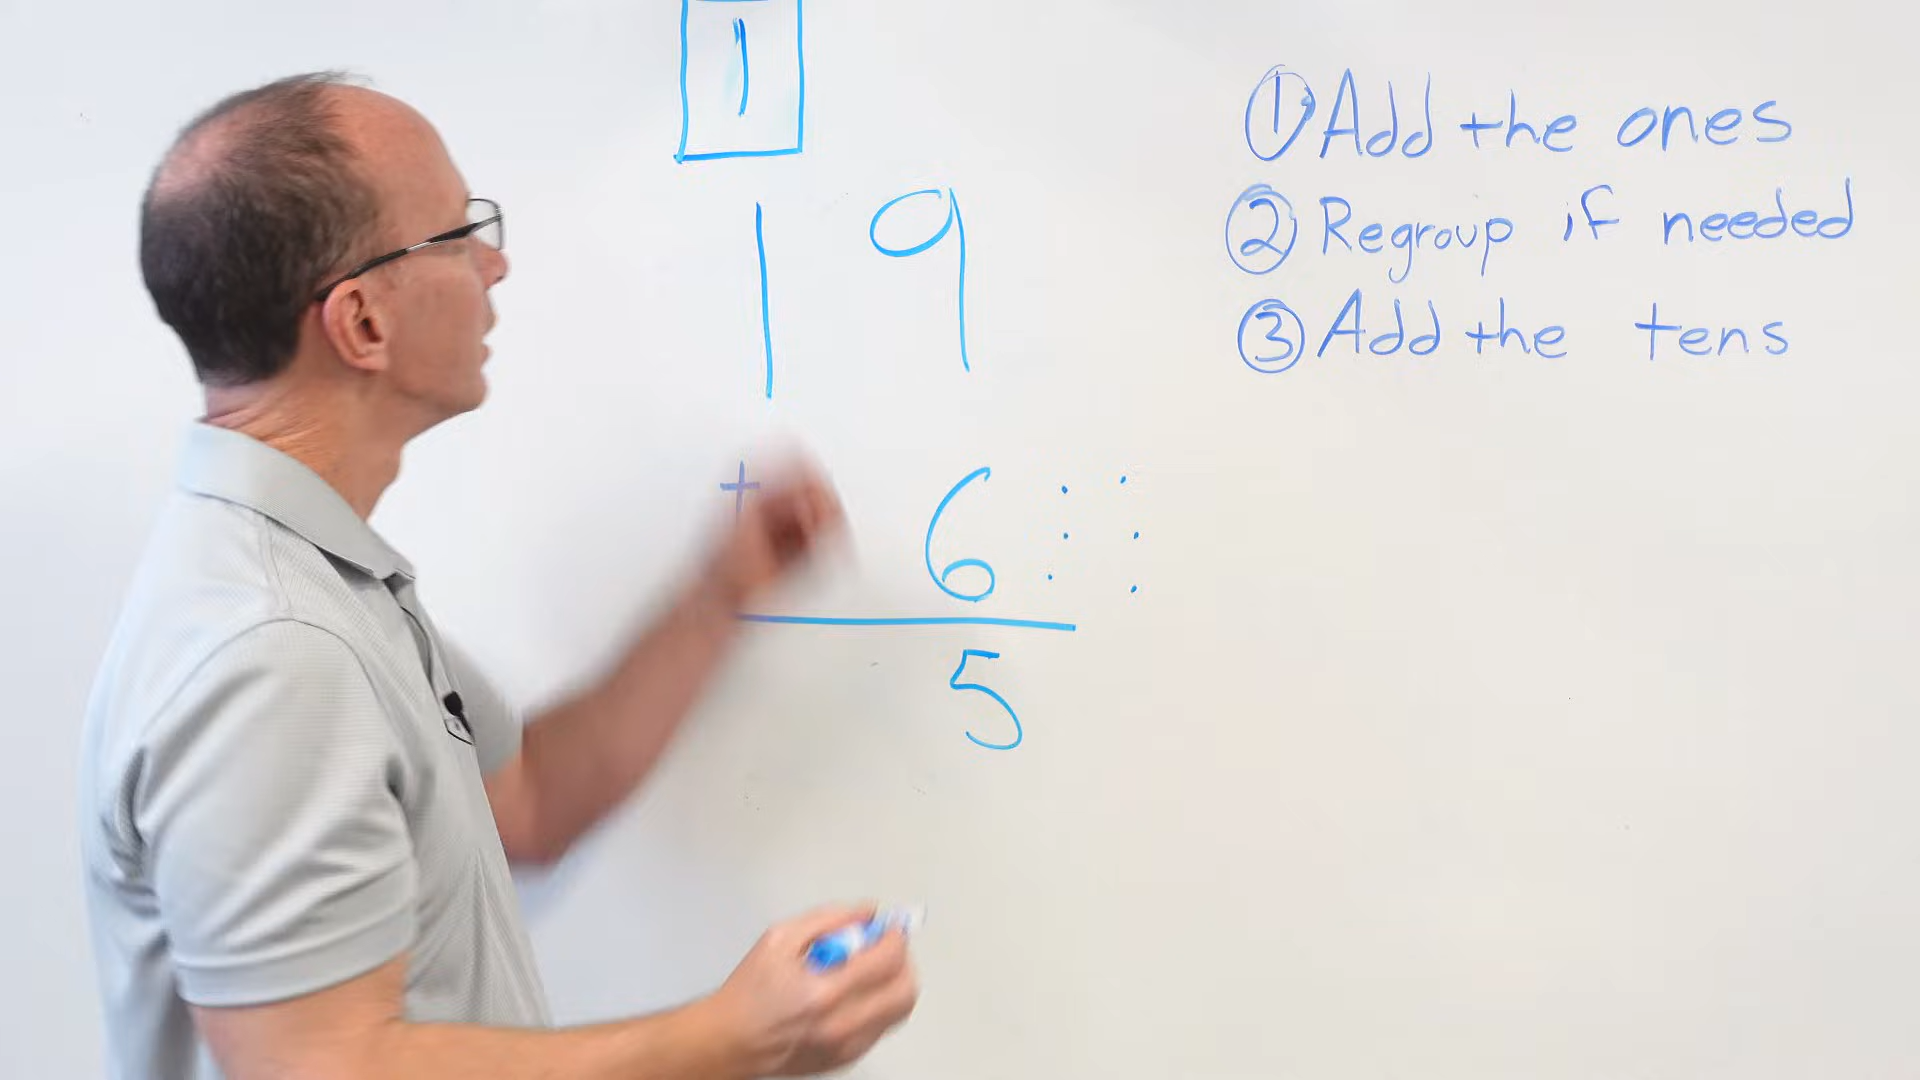 1
19
+ 6
5
① Add the ones
② Regroup if needed
③ Add the tens